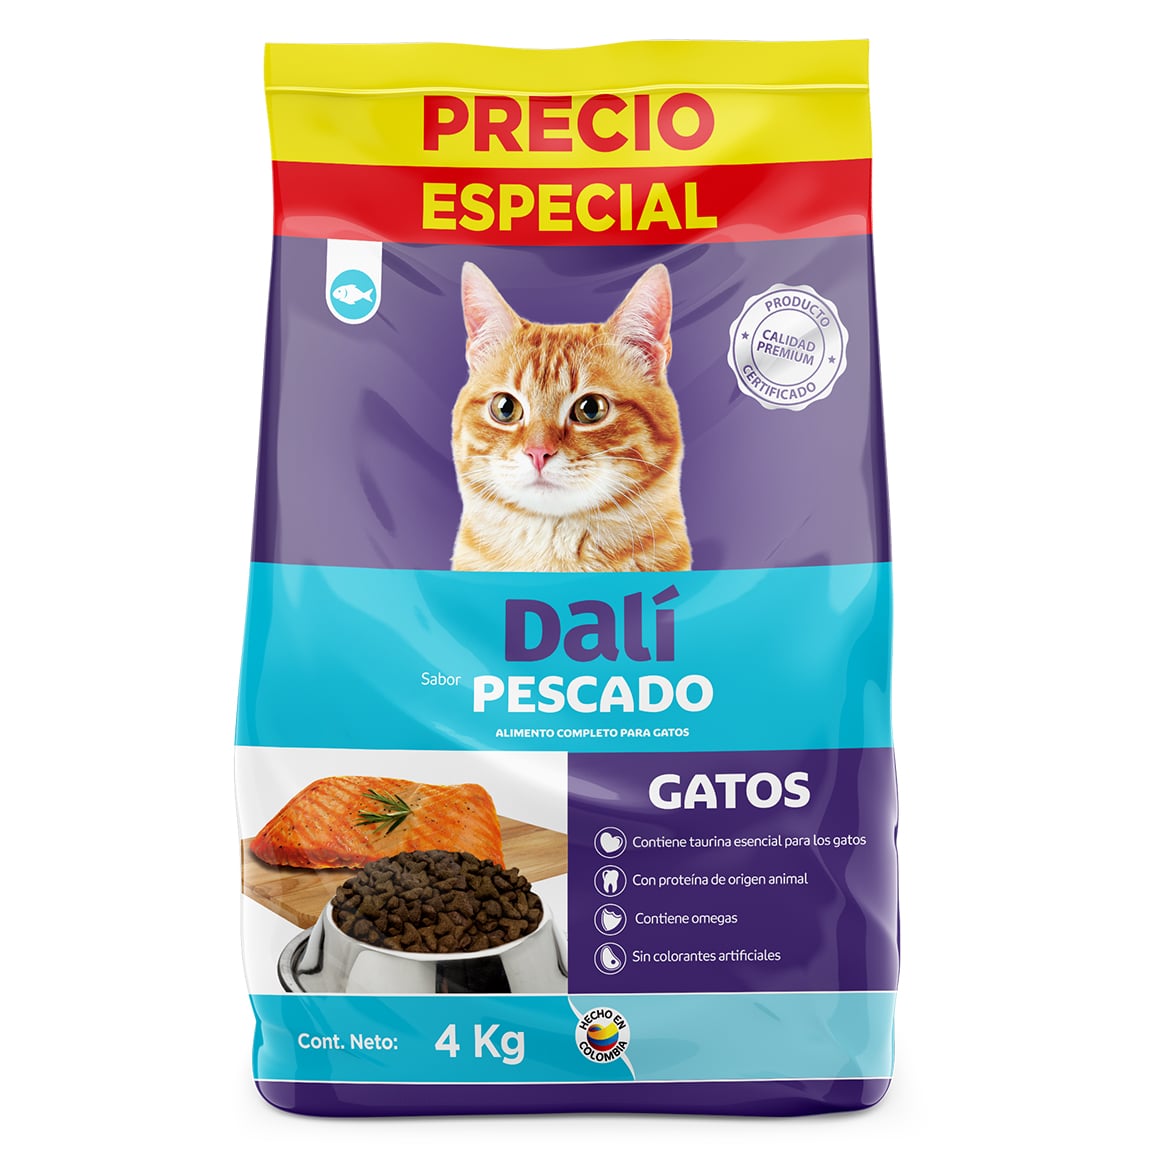 PRECIO
ESPECIAL
PRODUCTO
CALIDAD
PREMIUM
CERTIFICADO
Dalí
Sabor PESCADO
ALIMENTO COMPLETO PARA GATOS
GATOS
Contiene taurina esencial para los gatos
Con proteína de origen animal
Contiene omegas
Sin colorantes artificiales
Cont. Neto: 4 Kg
HECHO EN
COLOMBIA